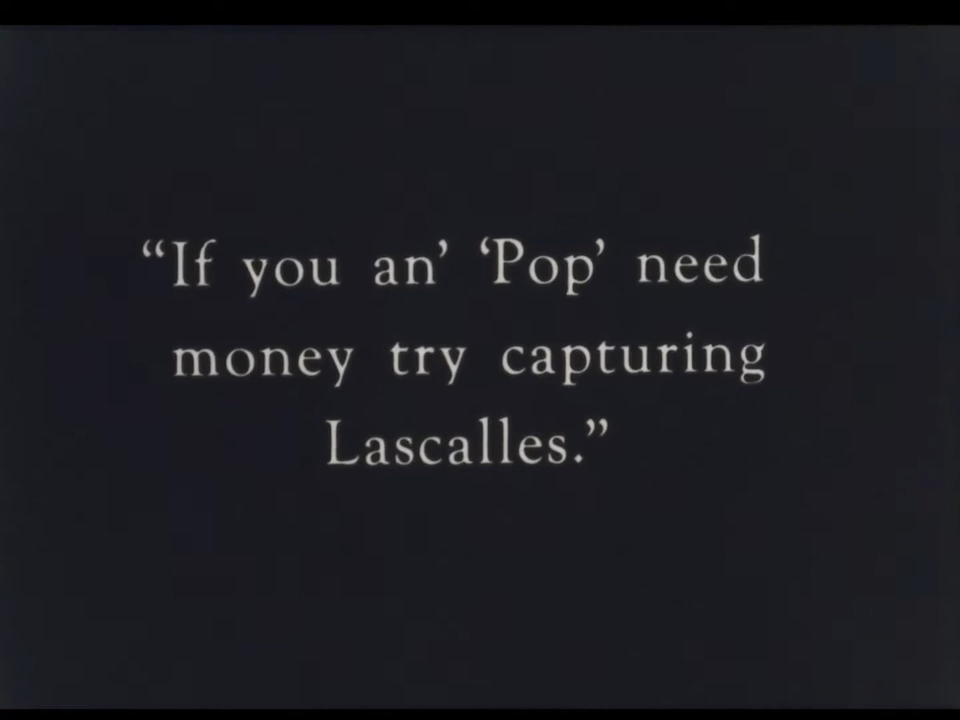 “If you an’ ‘Pop’ need
money try capturing
Lascalles.”